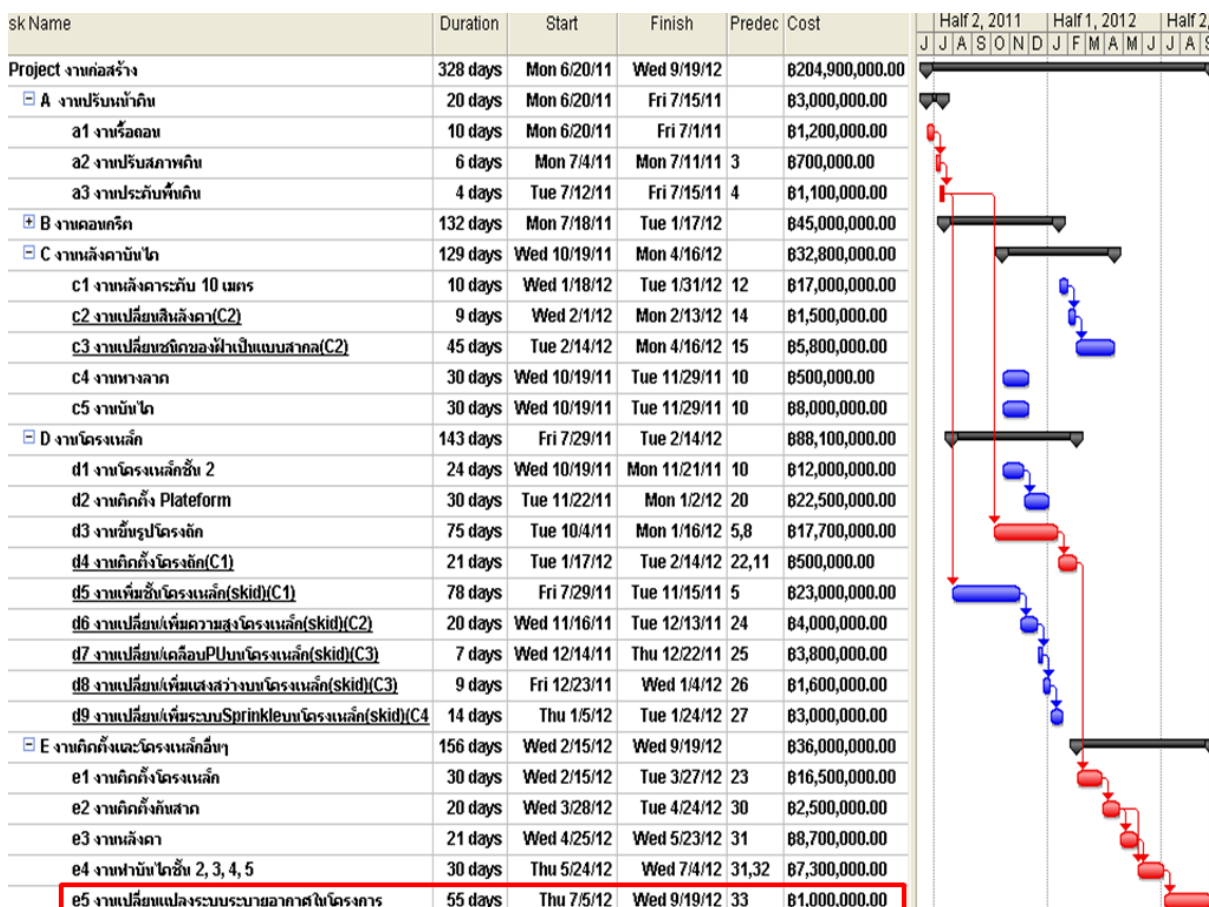 sk Name Duration Start Finish Predec Cost Half 2, 2011 Half 1, 2012 Half 2,
J J A S O N D J F M A M J J A S
Project งานก่อสร้าง 328 days Mon 6/20/11 Wed 9/19/12 ฿204,900,000.00
A งานปรับหน้าดิน 20 days Mon 6/20/11 Fri 7/15/11 ฿3,000,000.00
a1 งานรื้อถอน 10 days Mon 6/20/11 Fri 7/1/11 ฿1,200,000.00
a2 งานปรับสภาพดิน 6 days Mon 7/4/11 Mon 7/11/11 3 ฿700,000.00
a3 งานประดับพื้นดิน 4 days Tue 7/12/11 Fri 7/15/11 4 ฿1,100,000.00
B งานคอนกรีต 132 days Mon 7/18/11 Tue 1/17/12 ฿45,000,000.00
C งานหลังคาบันได 129 days Wed 10/19/11 Mon 4/16/12 ฿32,800,000.00
c1 งานหลังคาระดับ 10 เมตร 10 days Wed 1/18/12 Tue 1/31/12 12 ฿17,000,000.00
c2 งานเปลี่ยนสีหลังคา(C2) 9 days Wed 2/1/12 Mon 2/13/12 14 ฿1,500,000.00
c3 งานเปลี่ยนชนิดของฝ้าเป็นแบบสากล(C2) 45 days Tue 2/14/12 Mon 4/16/12 15 ฿5,800,000.00
c4 งานทางลาด 30 days Wed 10/19/11 Tue 11/29/11 10 ฿500,000.00
c5 งานบันได 30 days Wed 10/19/11 Tue 11/29/11 10 ฿8,000,000.00
D งานโครงเหล็ก 143 days Fri 7/29/11 Tue 2/14/12 ฿88,100,000.00
d1 งานโครงเหล็กชั้น 2 24 days Wed 10/19/11 Mon 11/21/11 10 ฿12,000,000.00
d2 งานติดตั้ง Plateform 30 days Tue 11/22/11 Mon 1/2/12 20 ฿22,500,000.00
d3 งานขึ้นรูปโครงถัก 75 days Tue 10/4/11 Mon 1/16/12 5,8 ฿17,700,000.00
d4 งานติดตั้งโครงถัก(C1) 21 days Tue 1/17/12 Tue 2/14/12 22,11 ฿500,000.00
d5 งานเพิ่มชั้นโครงเหล็ก(skid)(C1) 78 days Fri 7/29/11 Tue 11/15/11 5 ฿23,000,000.00
d6 งานเปลี่ยน/เพิ่มความสูงโครงเหล็ก(skid)(C2) 20 days Wed 11/16/11 Tue 12/13/11 24 ฿4,000,000.00
d7 งานเปลี่ยน/เคลือบPUบนโครงเหล็ก(skid)(C3) 7 days Wed 12/14/11 Thu 12/22/11 25 ฿3,800,000.00
d8 งานเปลี่ยน/เพิ่มแสงสว่างบนโครงเหล็ก(skid)(C3) 9 days Fri 12/23/11 Wed 1/4/12 26 ฿1,600,000.00
d9 งานเปลี่ยน/เพิ่มระบบSprinkleบนโครงเหล็ก(skid)(C4 14 days Thu 1/5/12 Tue 1/24/12 27 ฿3,000,000.00
E งานติดตั้งและโครงเหล็กอื่นๆ 156 days Wed 2/15/12 Wed 9/19/12 ฿36,000,000.00
e1 งานติดตั้งโครงเหล็ก 30 days Wed 2/15/12 Tue 3/27/12 23 ฿16,500,000.00
e2 งานติดตั้งกันสาด 20 days Wed 3/28/12 Tue 4/24/12 30 ฿2,500,000.00
e3 งานหลังคา 21 days Wed 4/25/12 Wed 5/23/12 31 ฿8,700,000.00
e4 งานฝาบันไดชั้น 2, 3, 4, 5 30 days Thu 5/24/12 Wed 7/4/12 31,32 ฿7,300,000.00
e5 งานเปลี่ยนแปลงระบบระบายอากาศในโครงการ 55 days Thu 7/5/12 Wed 9/19/12 33 ฿1,000,000.00